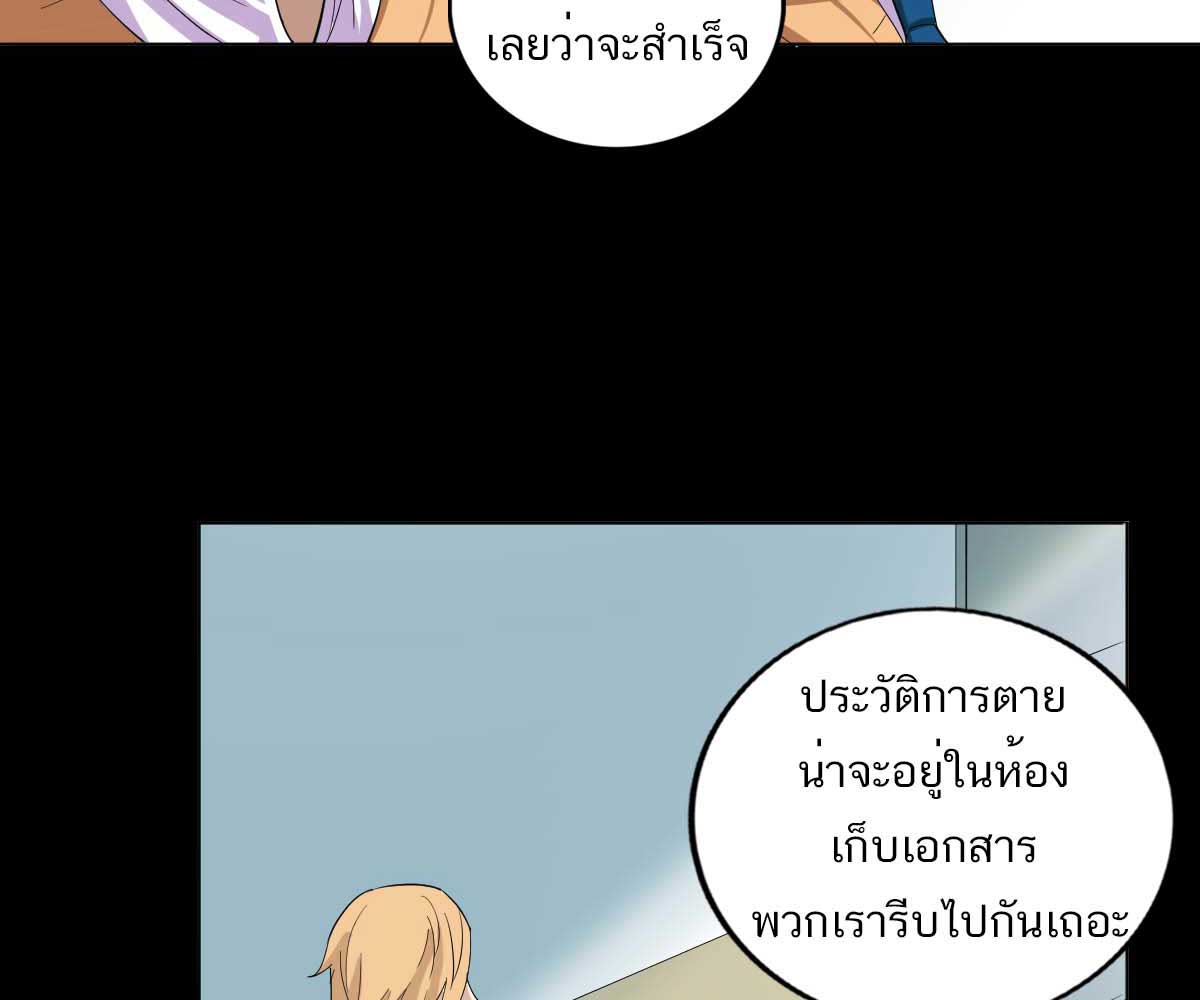 เลยว่าจะสำเร็จ
ประวัติการตาย
น่าจะอยู่ในห้อง
เก็บเอกสาร
พวกเรารีบไปกันเถอะ